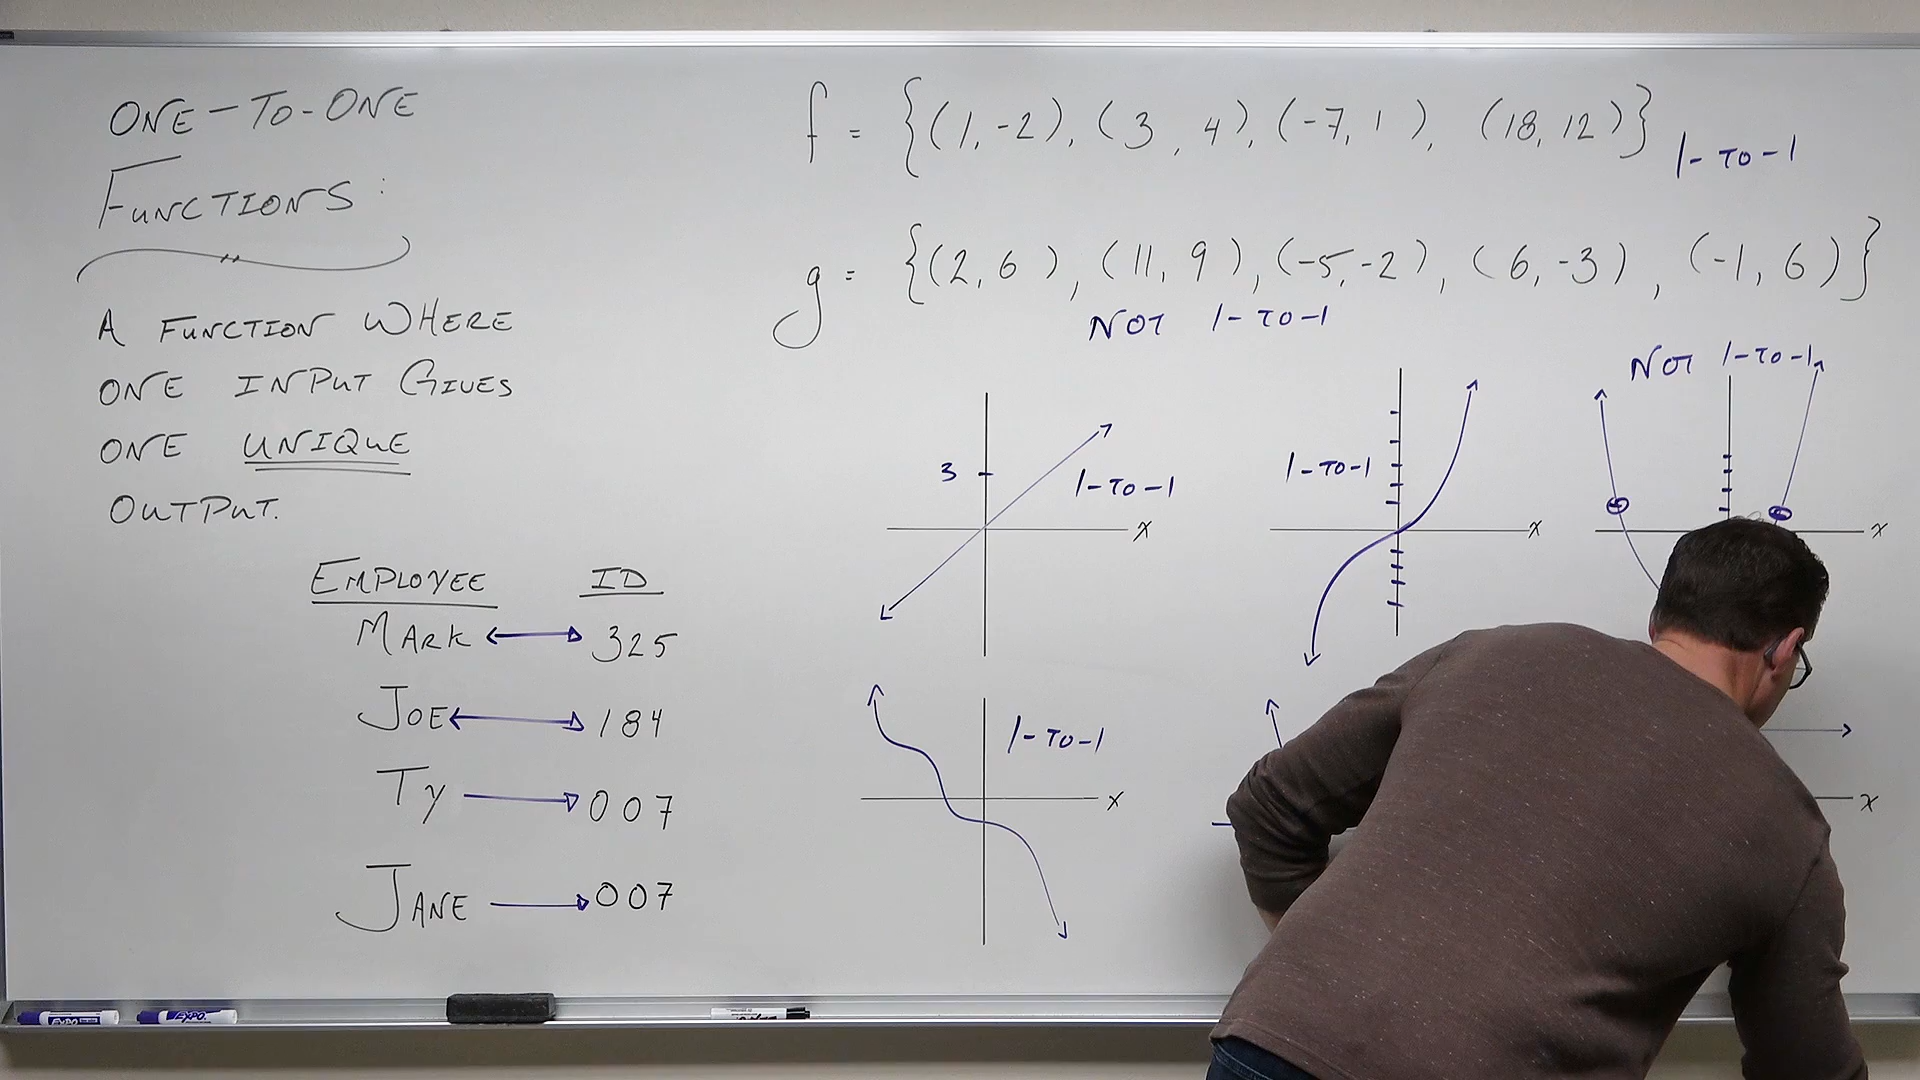 ONE-TO-ONE
FUNCTIONS:
A FUNCTION WHERE
ONE INPUT GIVES
ONE UNIQUE
OUTPUT.
EMPLOYEE ID
MARK 325
JOE 184
TY 007
JANE 007
f = {(1,-2), (3, 4), (-7,1), (18,12)} 1-TO-1
g = {(2,6), (11,9), (-5,-2), (6,-3), (-1,6)}
NOT 1-TO-1
3
1-TO-1
x
1-TO-1
x
NOT 1-TO-1
x
1-TO-1
x
x
EXPO
EXPO